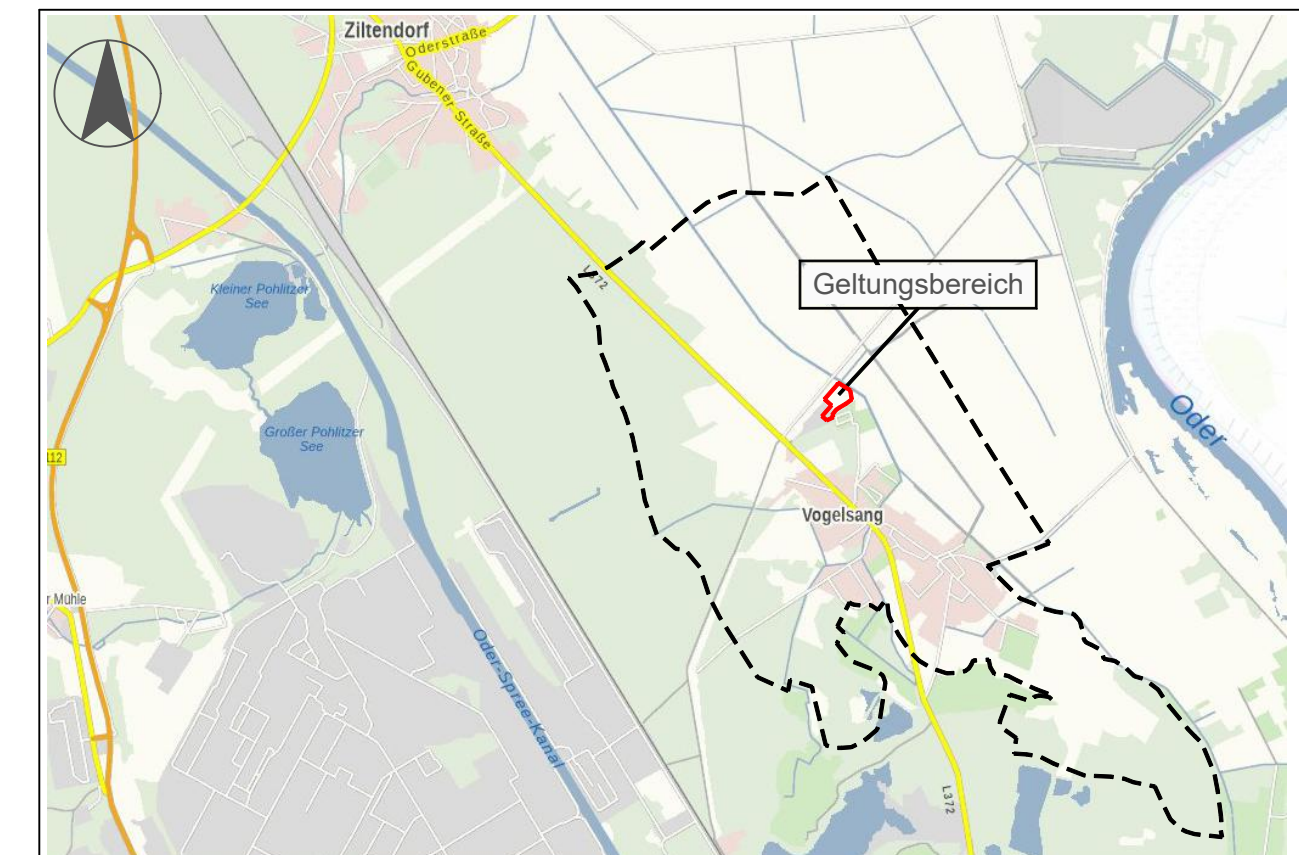 Ziltendorf
Oderstraße
Gubener Straße
L372
Geltungsbereich
Kleiner Pohlitzer
See
Großer Pohlitzer
See
Oder
112
Vogelsang
r Mühle
Oder-Spree-Kanal
L372